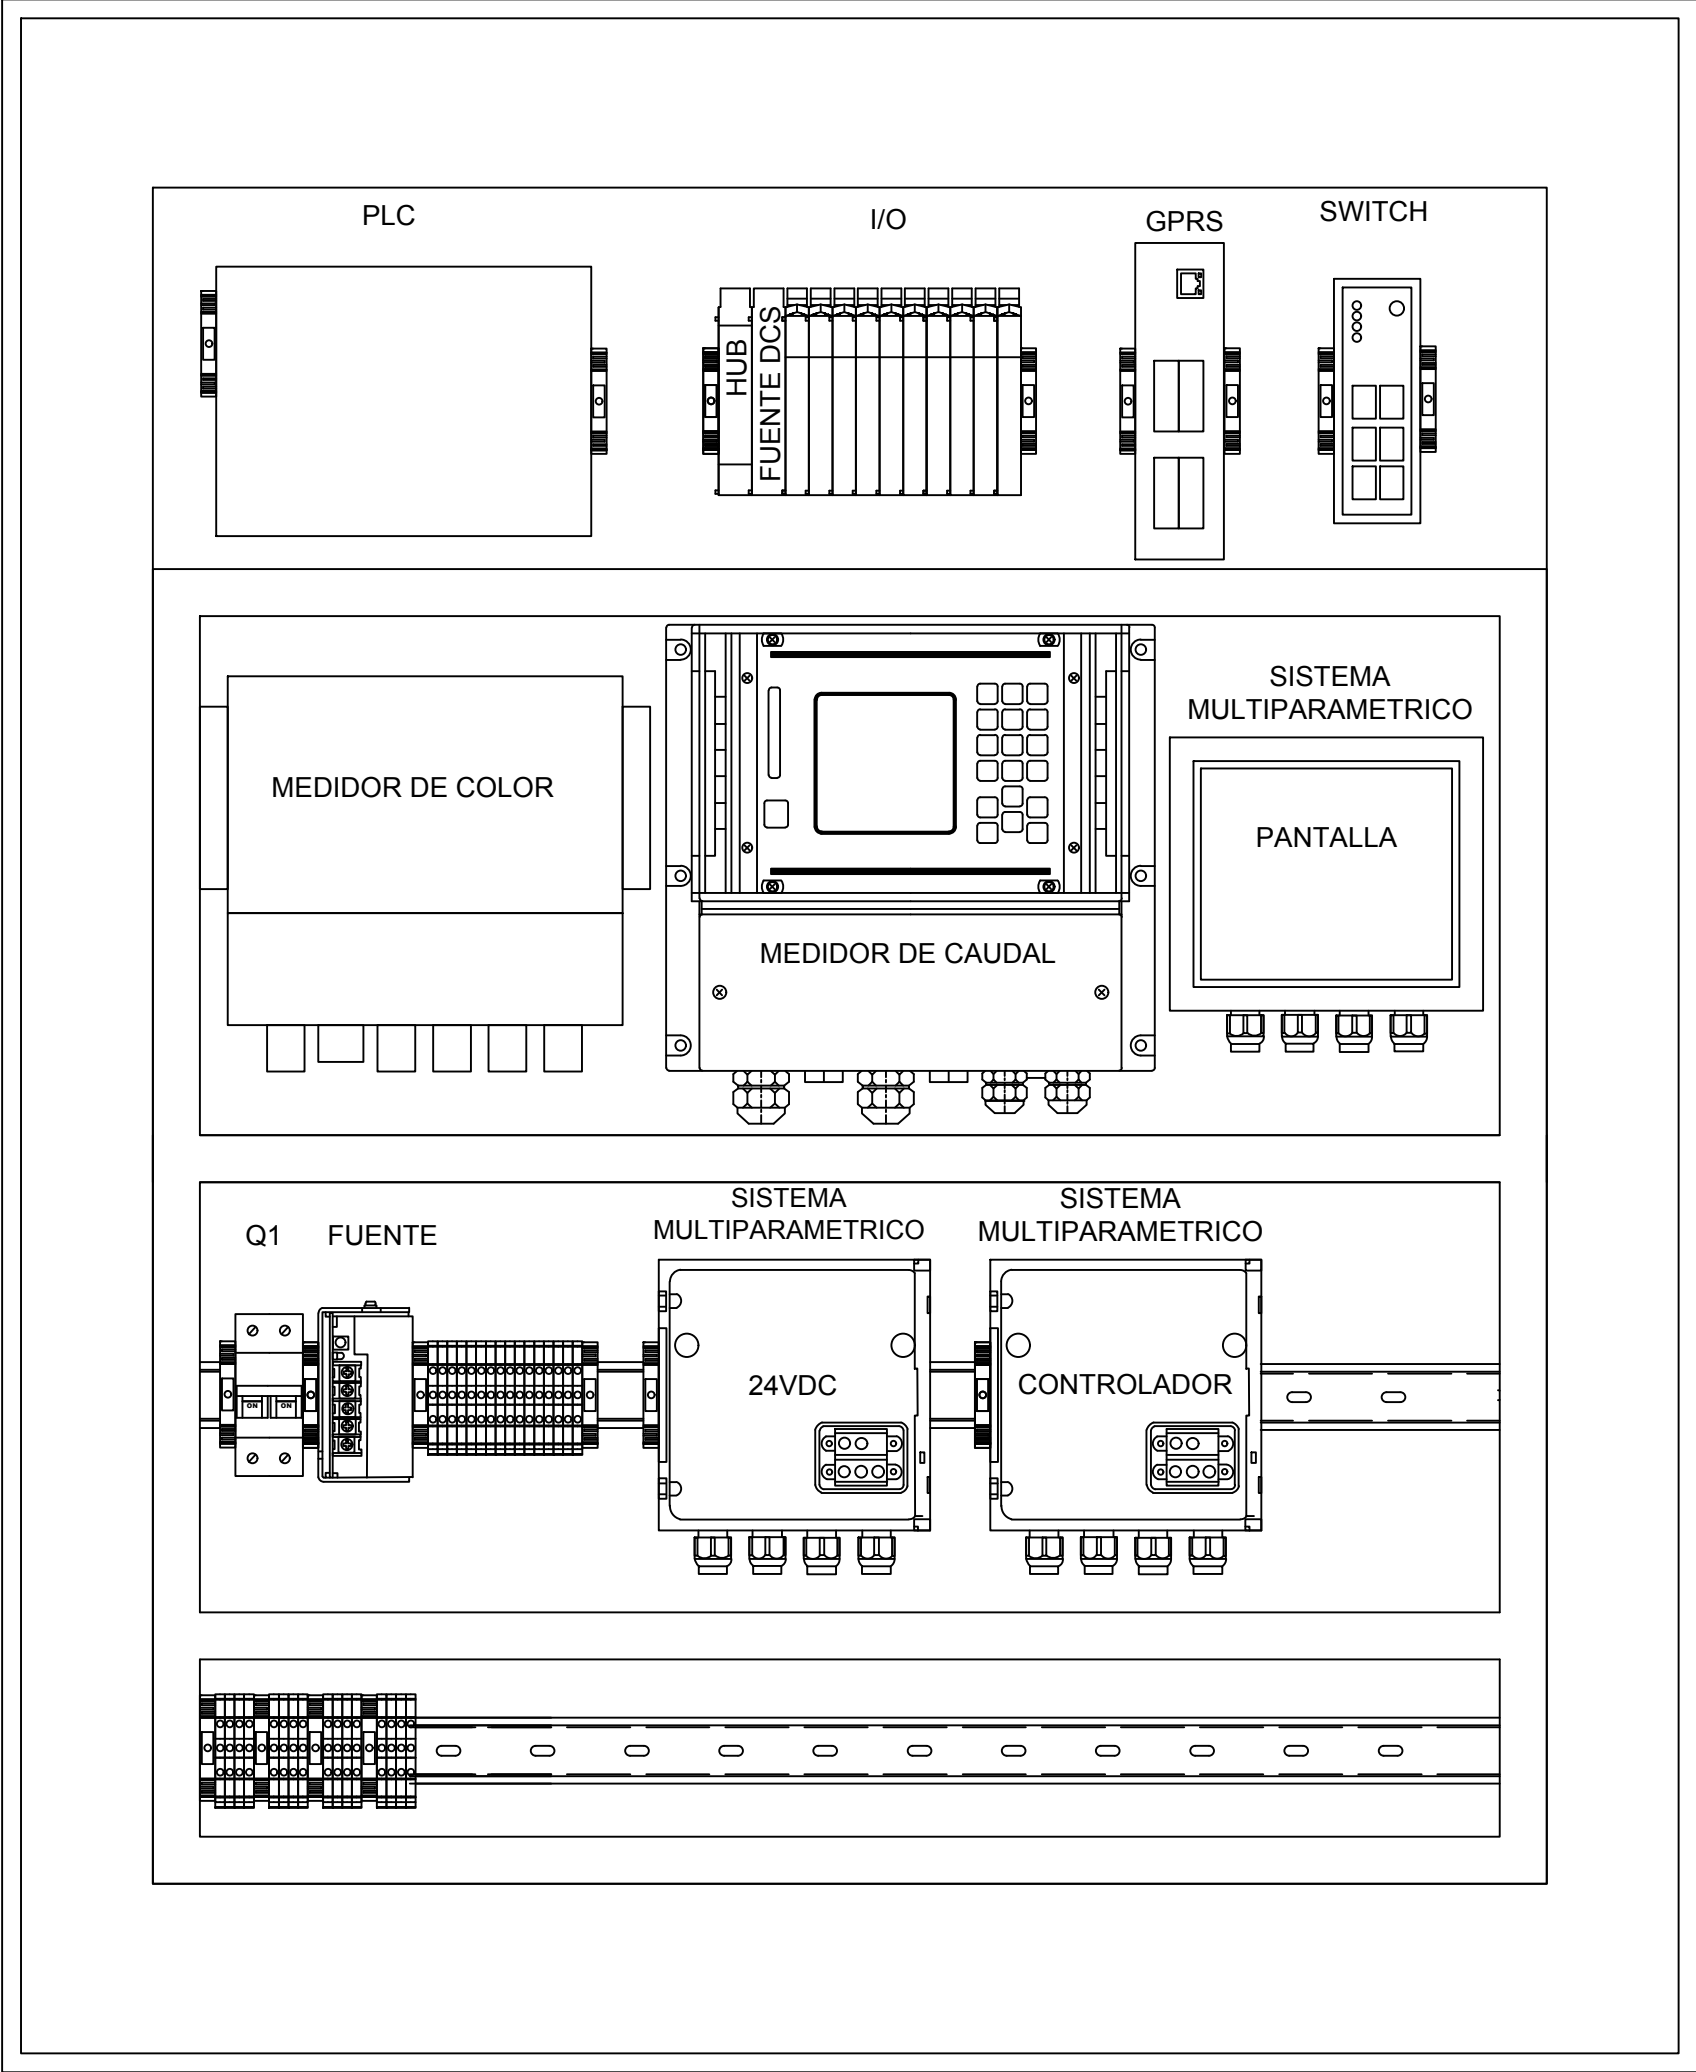 PLC
I/O
GPRS
SWITCH
HUB
FUENTE DCS
MEDIDOR DE COLOR
MEDIDOR DE CAUDAL
SISTEMA
MULTIPARAMETRICO
PANTALLA
Q1
FUENTE
SISTEMA
MULTIPARAMETRICO
SISTEMA
MULTIPARAMETRICO
ON
ON
24VDC
CONTROLADOR